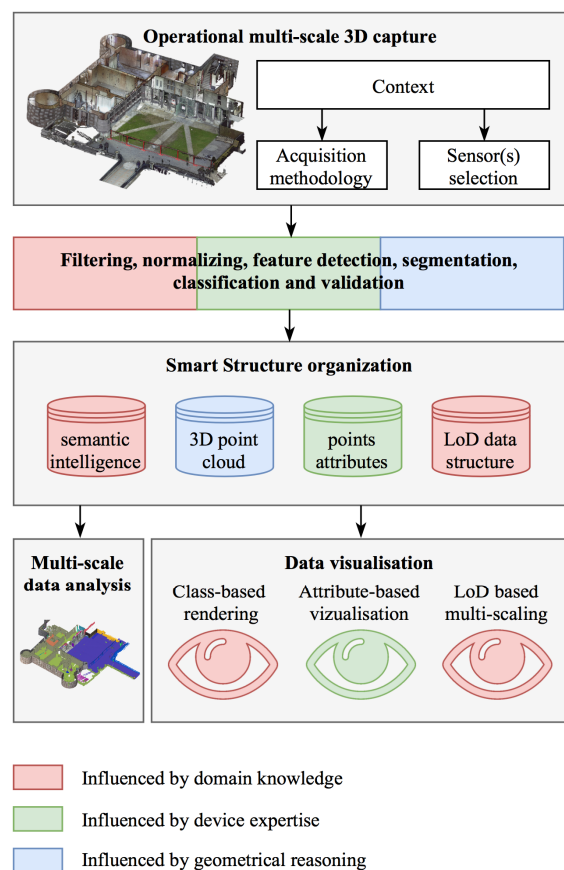 Operational multi-scale 3D capture
Context
Acquisition
methodology
Sensor(s)
selection
Filtering, normalizing, feature detection, segmentation,
classification and validation
Smart Structure organization
semantic
intelligence
3D point
cloud
points
attributes
LoD data
structure
Multi-scale
data analysis
Data visualisation
Class-based
rendering
Attribute-based
vizualisation
LoD based
multi-scaling
Influenced by domain knowledge
Influenced by device expertise
Influenced by geometrical reasoning